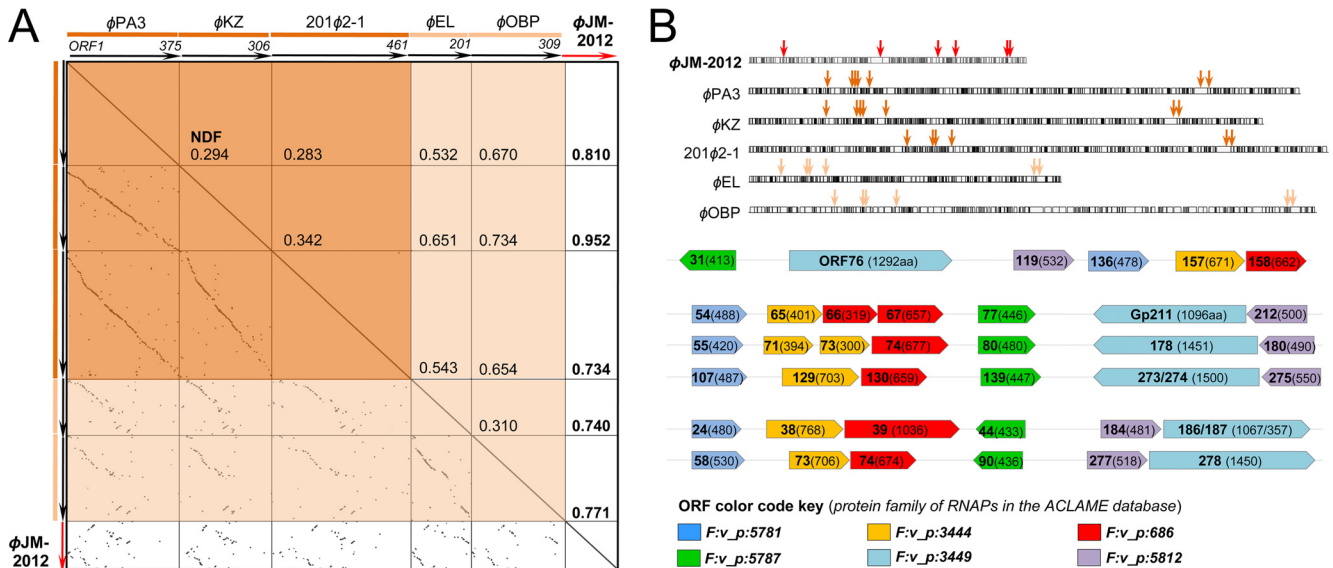 A
ϕPA3 ϕKZ 201ϕ2-1 ϕEL ϕOBP ϕJM-2012
ORF1 375 306 461 201 309
NDF
0.294 0.283 0.532 0.670 0.810
0.342 0.651 0.734 0.952
0.543 0.654 0.734
0.310 0.740
0.771
ϕJM-
2012
B
ϕJM-2012
ϕPA3
ϕKZ
201ϕ2-1
ϕEL
ϕOBP
31(413) ORF76 (1292aa) 119(532) 136(478) 157(671) 158(662)
54(488) 65(401) 66(319) 67(657) 77(446) Gp211 (1096aa) 212(500)
55(420) 71(394) 73(300) 74(677) 80(480) 178 (1451) 180(490)
107(487) 129(703) 130(659) 139(447) 273/274 (1500) 275(550)
24(480) 38(768) 39(1036) 44(433) 184(481) 186/187 (1067/357)
58(530) 73(706) 74(674) 90(436) 277(518) 278 (1450)
ORF color code key (protein family of RNAPs in the ACLAME database)
F:v_p:5781 F:v_p:3444 F:v_p:686
F:v_p:5787 F:v_p:3449 F:v_p:5812